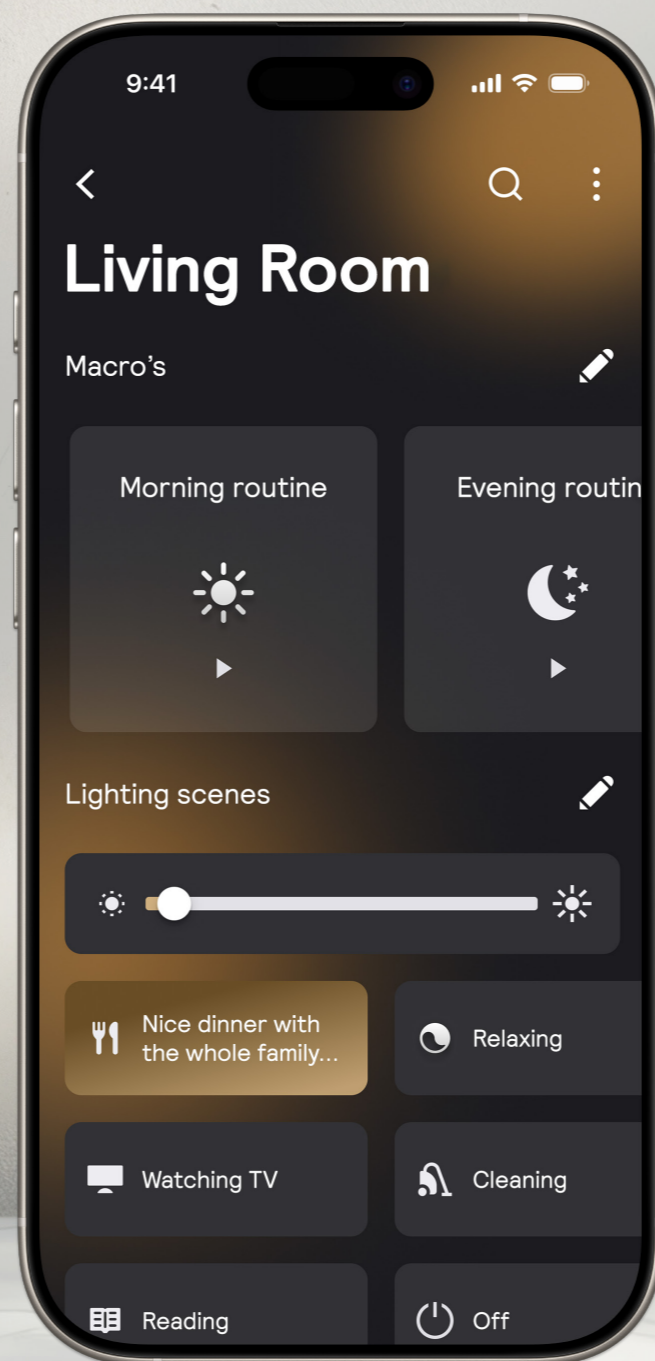 9:41
Living Room
Macro's
Morning routine
Evening routin
Lighting scenes
Nice dinner with
the whole family...
Relaxing
Watching TV
Cleaning
Reading
Off